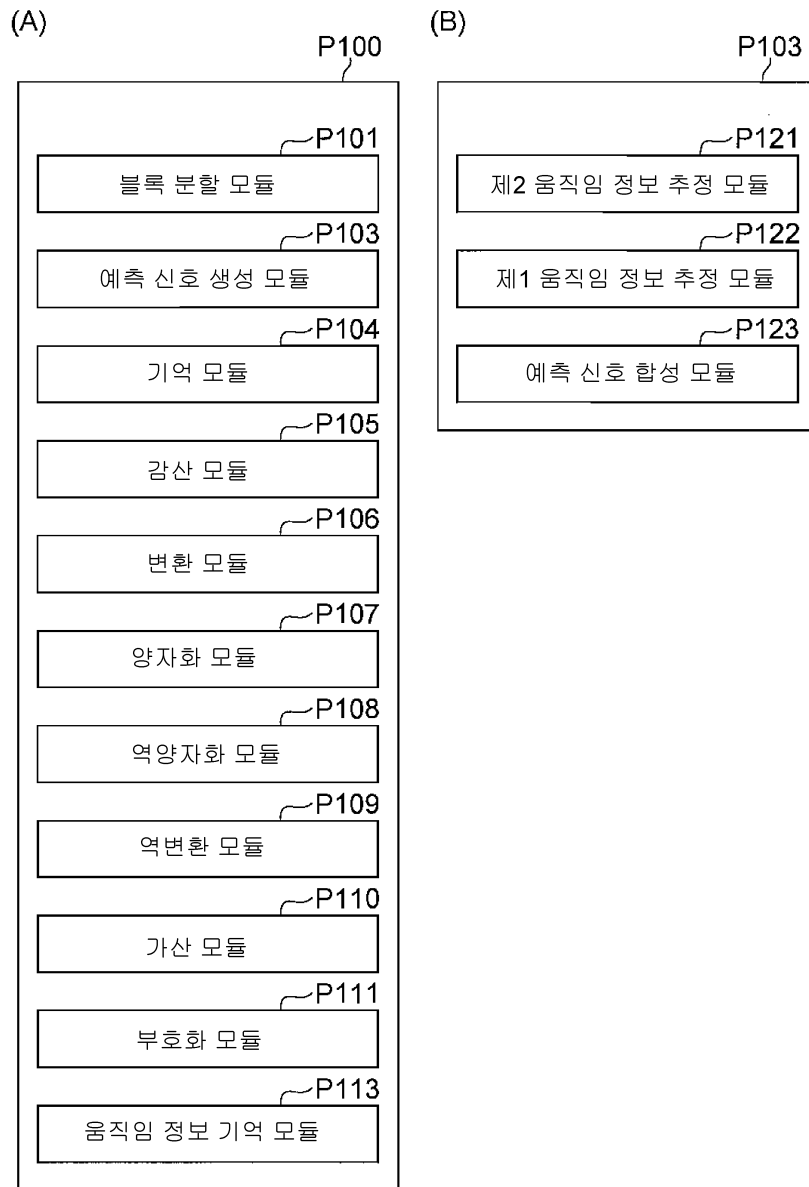 (A)
P100
P101
블록 분할 모듈
P103
예측 신호 생성 모듈
P104
기억 모듈
P105
감산 모듈
P106
변환 모듈
P107
양자화 모듈
P108
역양자화 모듈
P109
역변환 모듈
P110
가산 모듈
P111
부호화 모듈
P113
움직임 정보 기억 모듈
(B)
P103
P121
제2 움직임 정보 추정 모듈
P122
제1 움직임 정보 추정 모듈
P123
예측 신호 합성 모듈